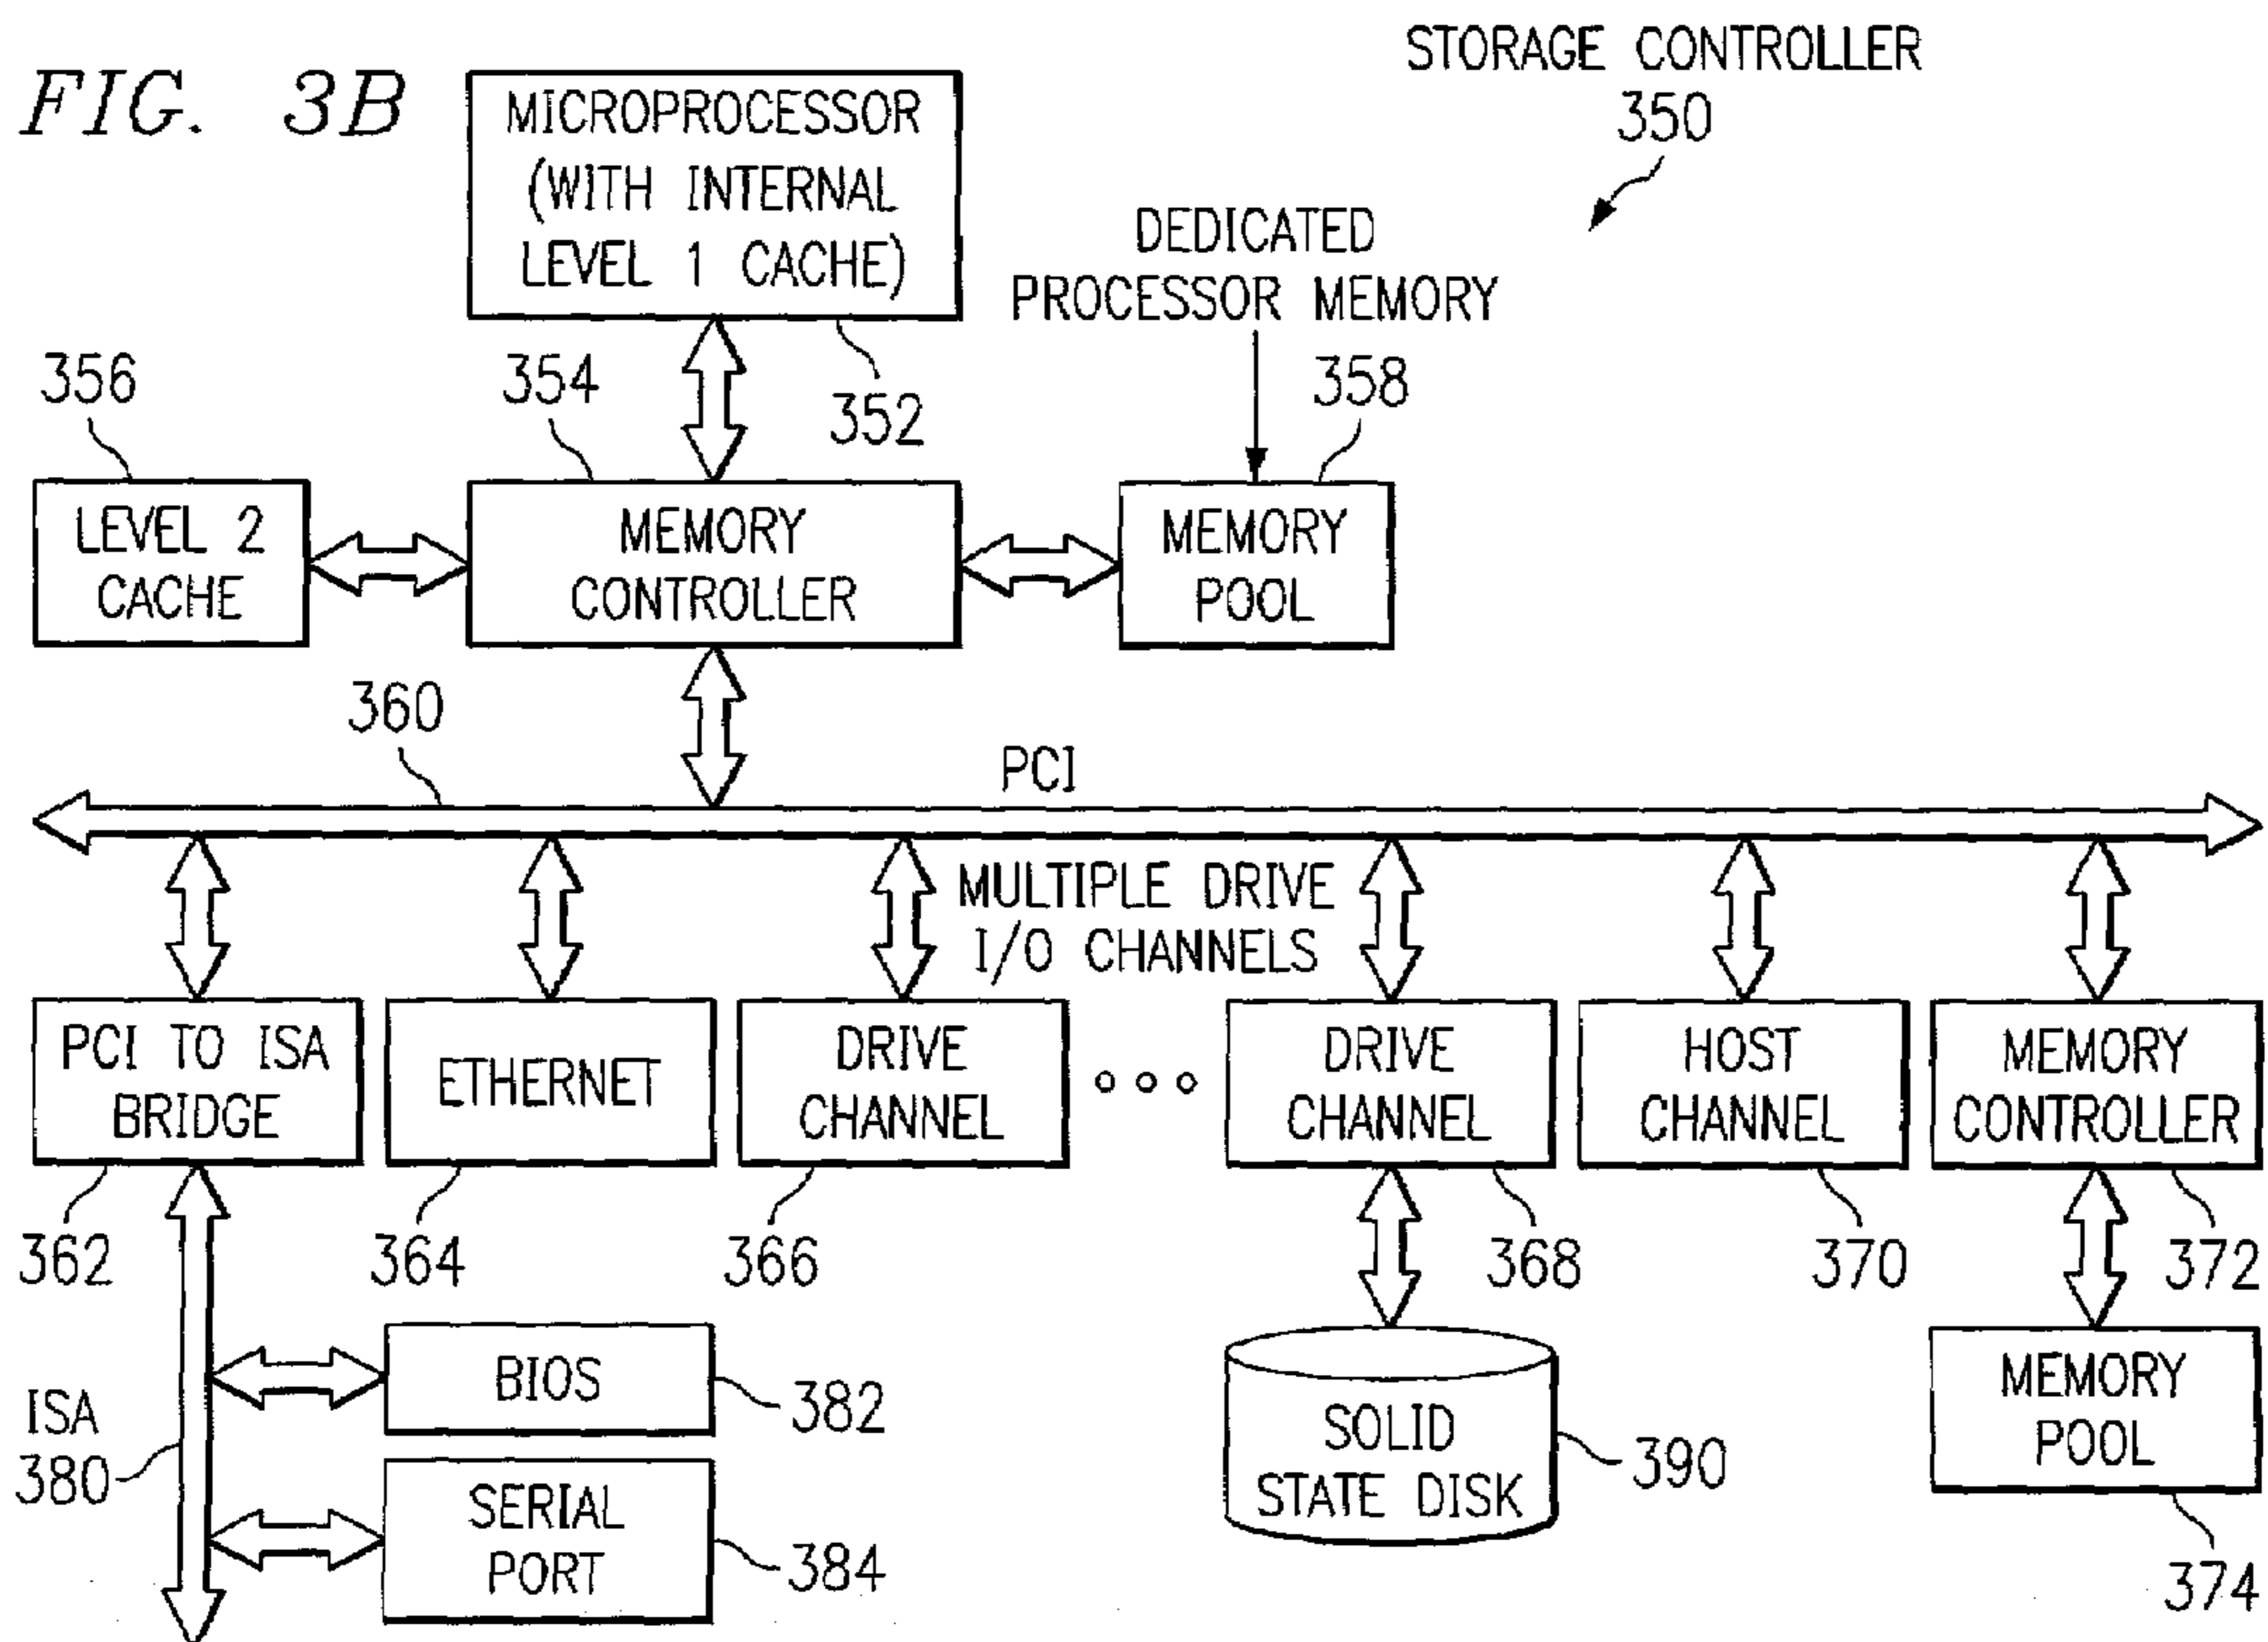 FIG. 3B
STORAGE CONTROLLER
350
MICROPROCESSOR
(WITH INTERNAL
LEVEL 1 CACHE)
352
DEDICATED
PROCESSOR MEMORY
356
354
358
LEVEL 2
CACHE
MEMORY
CONTROLLER
MEMORY
POOL
360
PCI
MULTIPLE DRIVE
I/O CHANNELS
PCI TO ISA
BRIDGE
ETHERNET
DRIVE
CHANNEL
DRIVE
CHANNEL
HOST
CHANNEL
MEMORY
CONTROLLER
362
364
366
368
370
372
ISA
380
BIOS
382
SERIAL
PORT
384
SOLID
STATE DISK
390
MEMORY
POOL
374